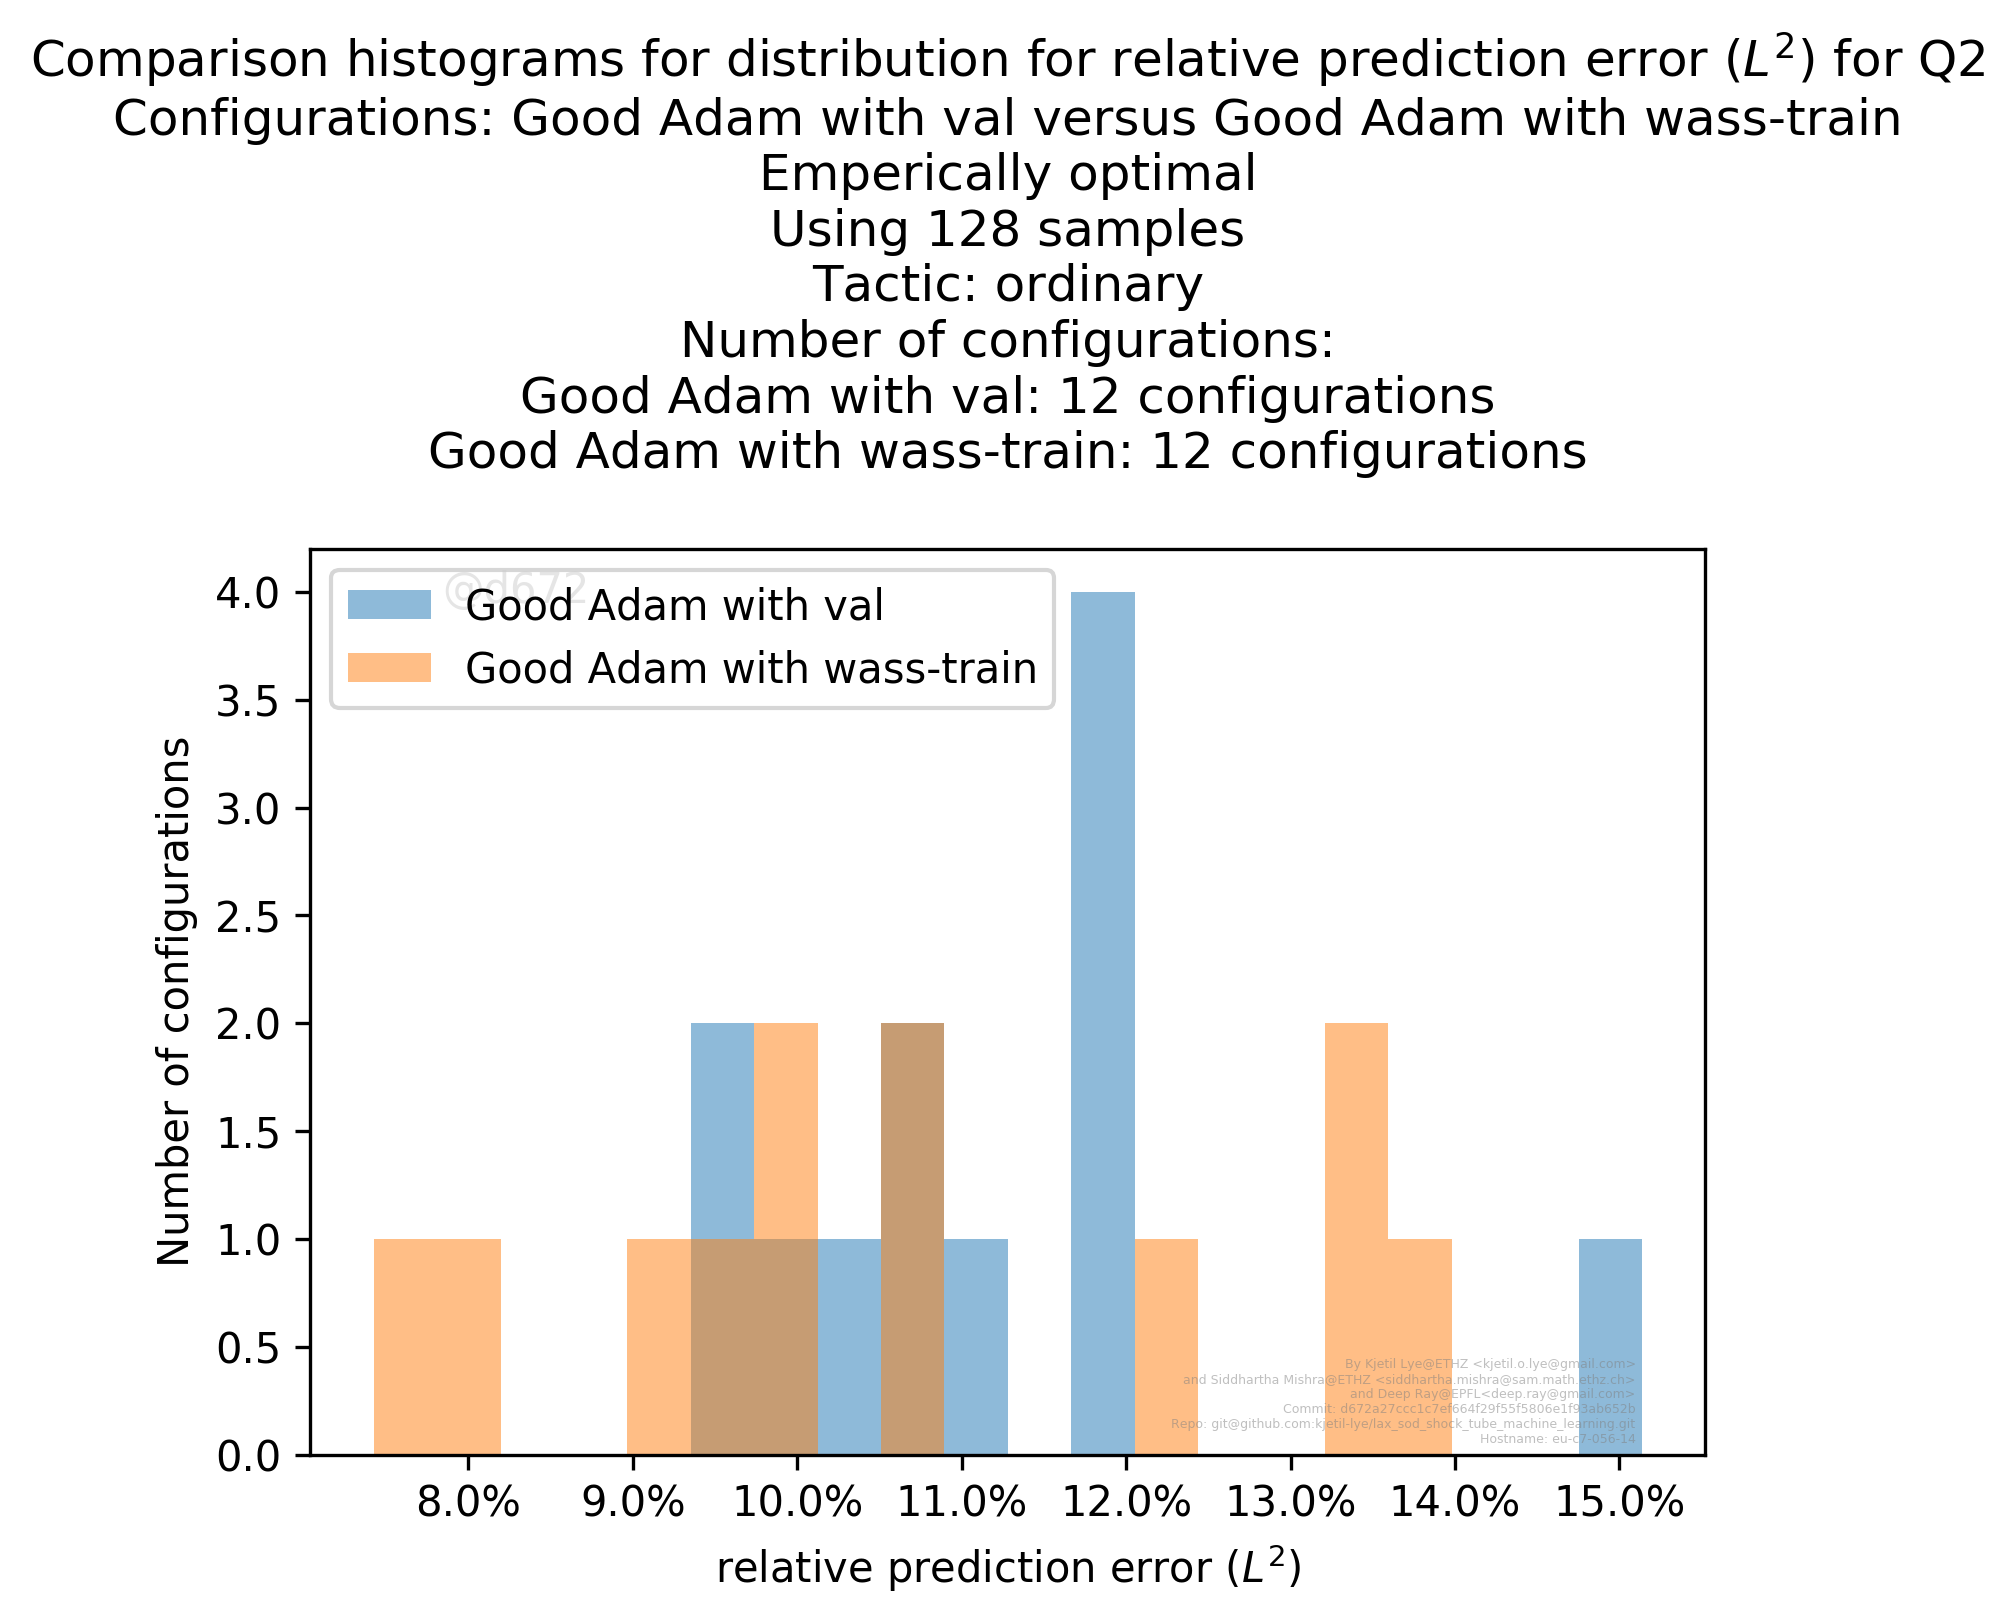 Comparison histograms for distribution for relative prediction error (L²) for Q2
Configurations: Good Adam with val versus Good Adam with wass-train
Emperically optimal
Using 128 samples
Tactic: ordinary
Number of configurations:
Good Adam with val: 12 configurations
Good Adam with wass-train: 12 configurations
@d672
Good Adam with val
Good Adam with wass-train
4.0
3.5
3.0
2.5
2.0
1.5
1.0
0.5
0.0
Number of configurations
By Kjetil Lye@ETHZ <kjetil.o.lye@gmail.com>
and Siddhartha Mishra@ETHZ <siddhartha.mishra@sam.math.ethz.ch>
and Deep Ray@EPFL<deep.ray@gmail.com>
Commit: d672a27ccc1c7ef664f29f55f5806e1f93ab652b
Repo: git@github.com:kjetil-lye/lax_sod_shock_tube_machine_learning.git
Hostname: eu-c7-056-14
8.0% 9.0% 10.0% 11.0% 12.0% 13.0% 14.0% 15.0%
relative prediction error (L²)